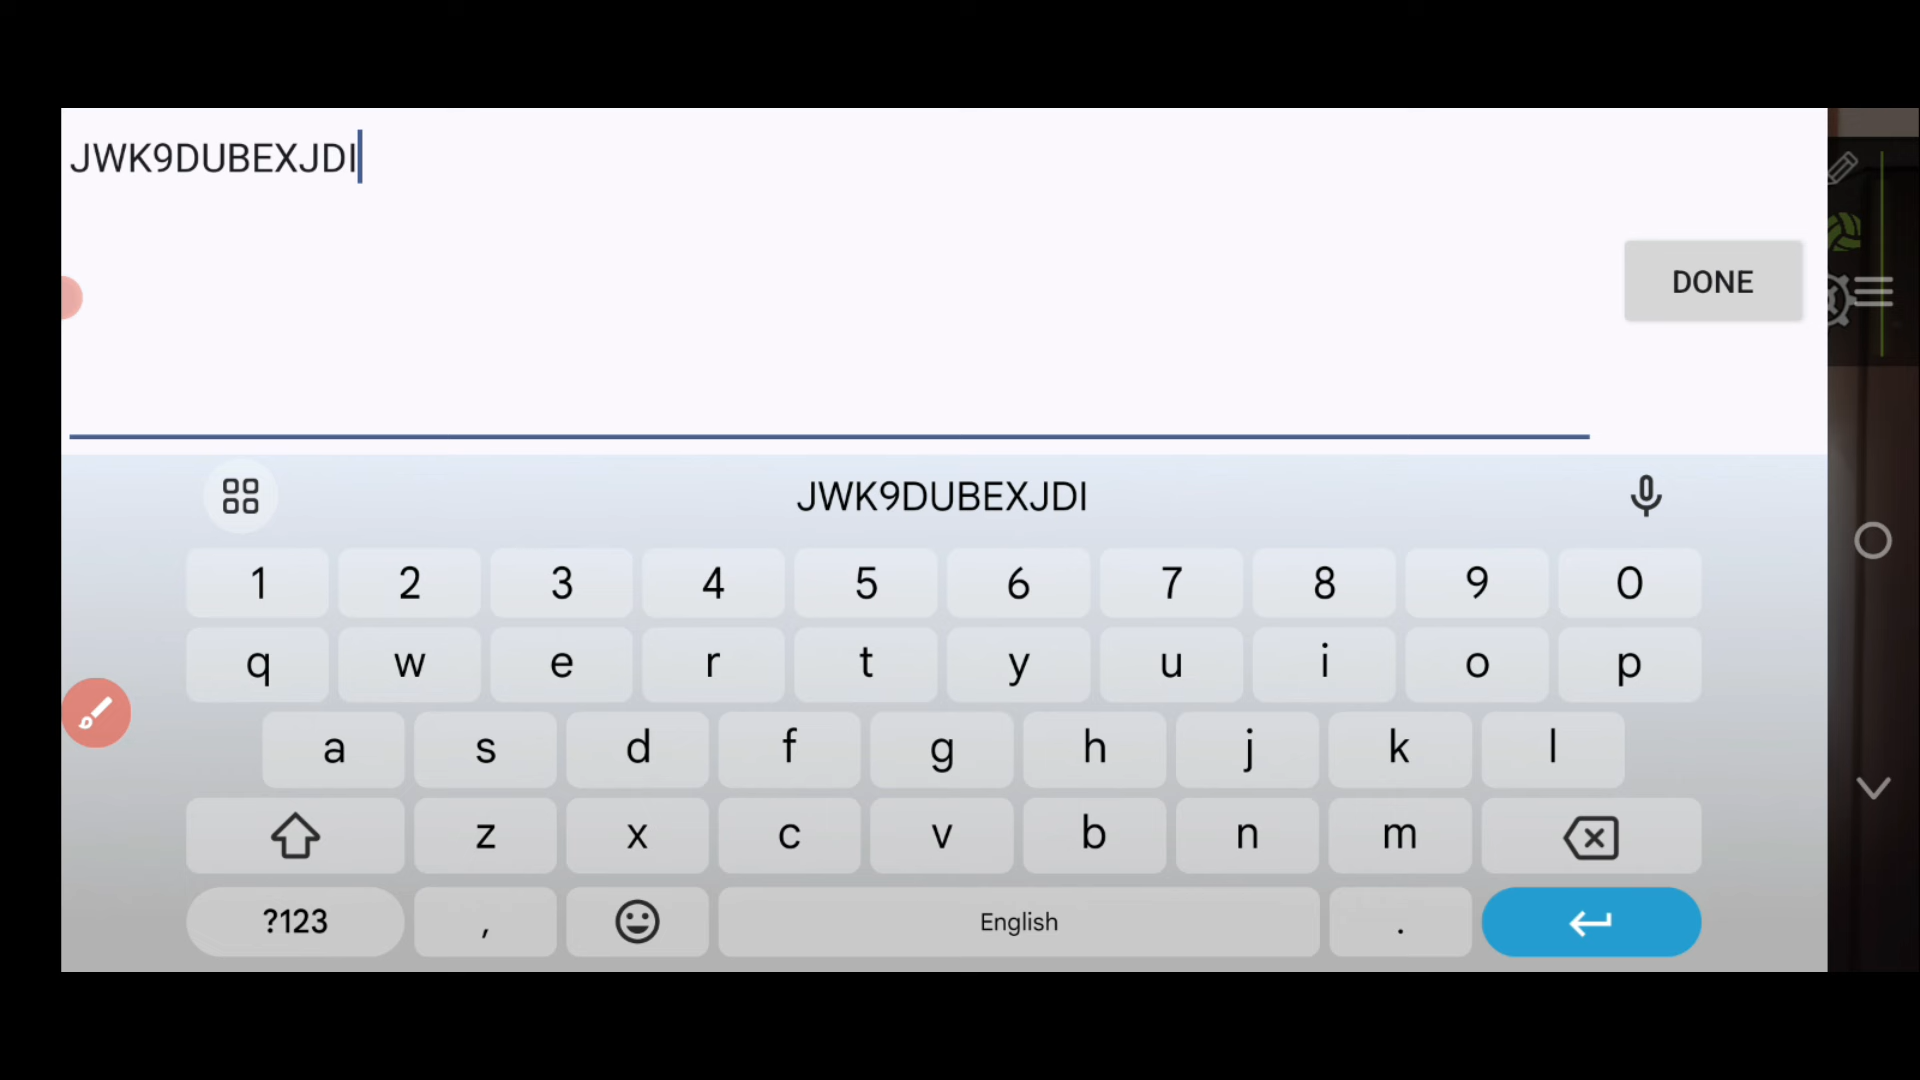 JWK9DUBEXJDI
DONE
JWK9DUBEXJDI
1 2 3 4 5 6 7 8 9 0
q w e r t y u i o p
a s d f g h j k l
z x c v b n m
?123 , English .